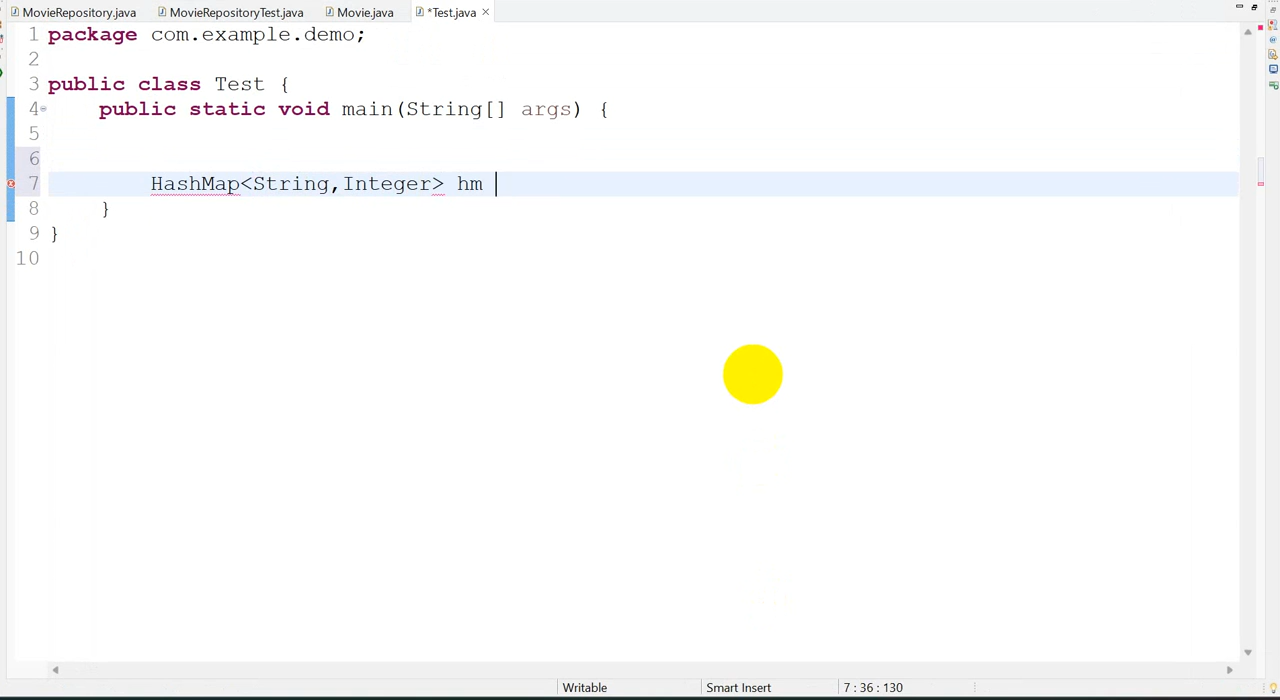 MovieRepository.java MovieRepositoryTest.java Movie.java *Test.java
1 package com.example.demo;
2
3 public class Test {
4 public static void main(String[] args) {
5
6
7 HashMap<String,Integer> hm
8 }
9 }
10
Writable Smart Insert 7 : 36 : 130